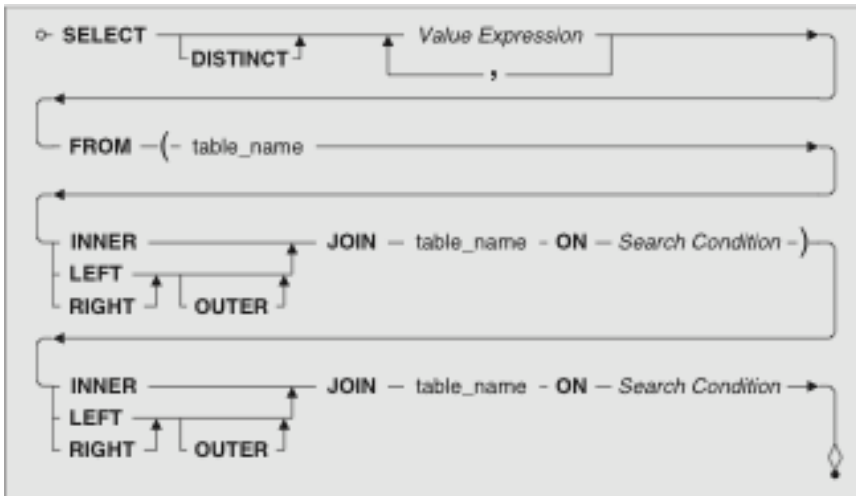 SELECT Value Expression
DISTINCT ,
FROM ( table_name
INNER JOIN table_name ON Search Condition )
LEFT
RIGHT OUTER
INNER JOIN table_name ON Search Condition
LEFT
RIGHT OUTER